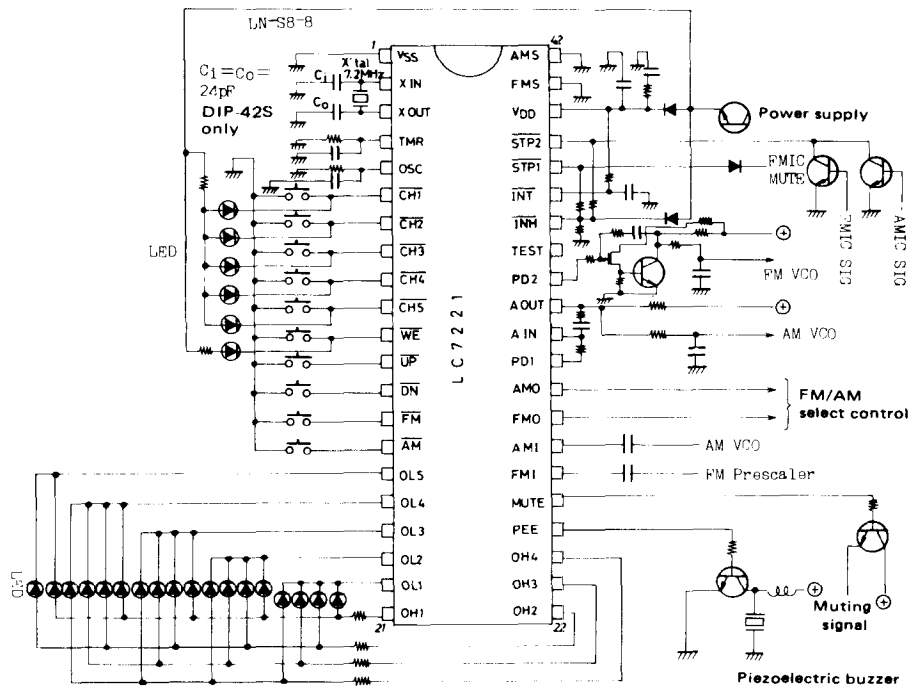 LN-S8-8
Ci=Co=
24pF
DIP-42S
only
X'tal
7.2MHz
Ci
Co
LED
LED
1
42
21
22
LC7221
VSS
XIN
XOUT
TMR
OSC
CH1
CH2
CH3
CH4
CH5
WE
UP
DN
FM
AM
OL5
OL4
OL3
OL2
OL1
OH1
AMS
FMS
VDD
STP2
STP1
INT
INH
TEST
PD2
AOUT
AIN
PD1
AMO
FMO
AMI
FMI
MUTE
PEE
OH4
OH3
OH2
Power supply
FMIC
MUTE
FMIC SIG
AMIC SIG
FM VCO
AM VCO
FM/AM
select control
AM VCO
FM Prescaler
Muting
signal
Piezoelectric buzzer